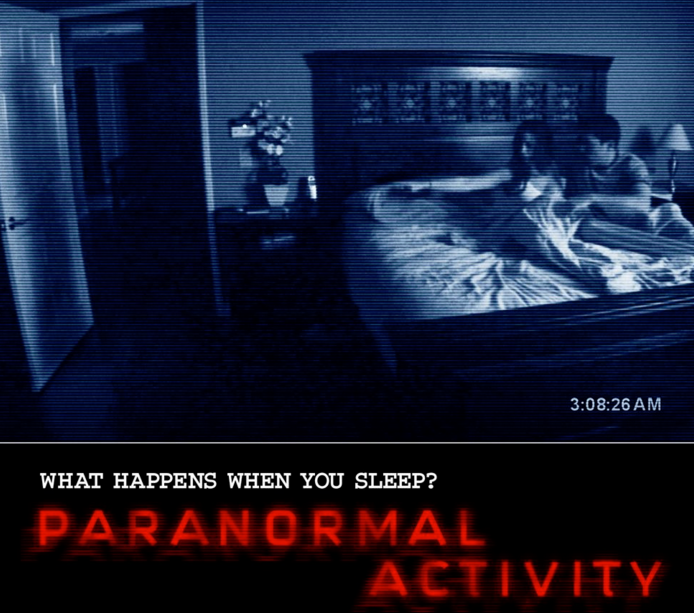 3:08:26 AM
WHAT HAPPENS WHEN YOU SLEEP?
PARANORMAL
ACTIVITY